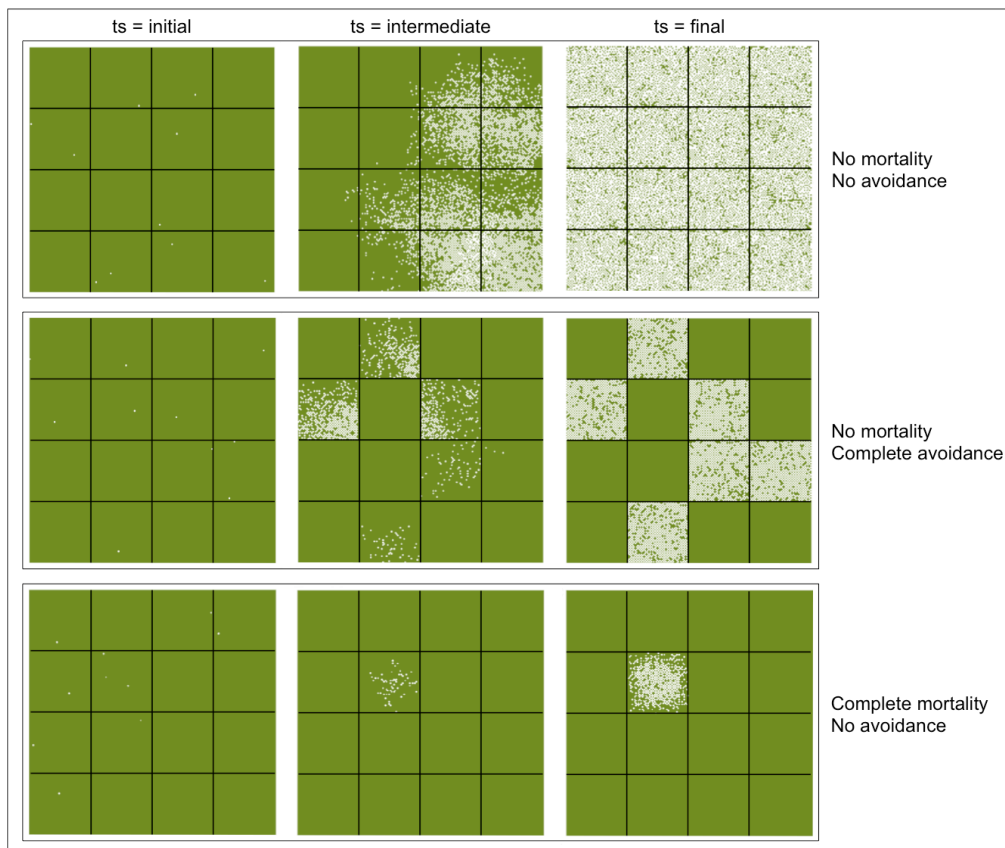 ts = initial
ts = intermediate
ts = final
No mortality
No avoidance
No mortality
Complete avoidance
Complete mortality
No avoidance